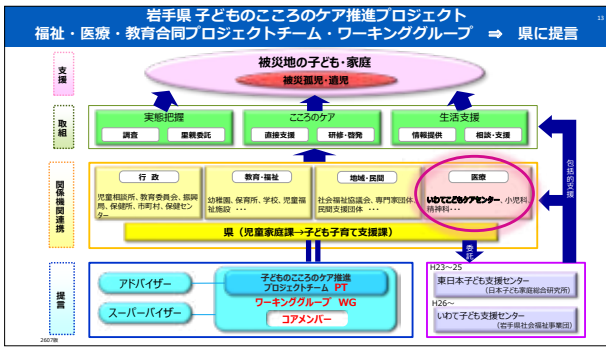 岩手県 子どものこころのケア推進プロジェクト
福祉・医療・教育合同プロジェクトチーム・ワーキンググループ ⇒ 県に提言
13
支援
被災地の子ども・家庭
被災孤児・遺児
取組
実態把握
調査
里親委託
こころのケア
直接支援
研修・啓発
生活支援
情報提供
相談・支援
包括的支援
関係機関連携
行 政
児童相談所、教育委員会、振興
局、保健所、市町村、保健セン
ター
教育・福祉
幼稚園、保育所、学校、児童福
祉施設 ・・・
地域・民間
社会福祉協議会、専門家団体、
民間支援団体 ・・・
医療
いわてこどもケアセンター、小児科、
精神科・・・
県（児童家庭課→子ども子育て支援課）
委託
提言
アドバイザー
スーパーバイザー
子どものこころのケア推進
プロジェクトチーム PT
ワーキンググループ WG
コアメンバー
H23～25
東日本子ども支援センター
（日本子ども家庭総合研究所）
H26～
いわて子ども支援センター
（岩手県社会福祉事業団）